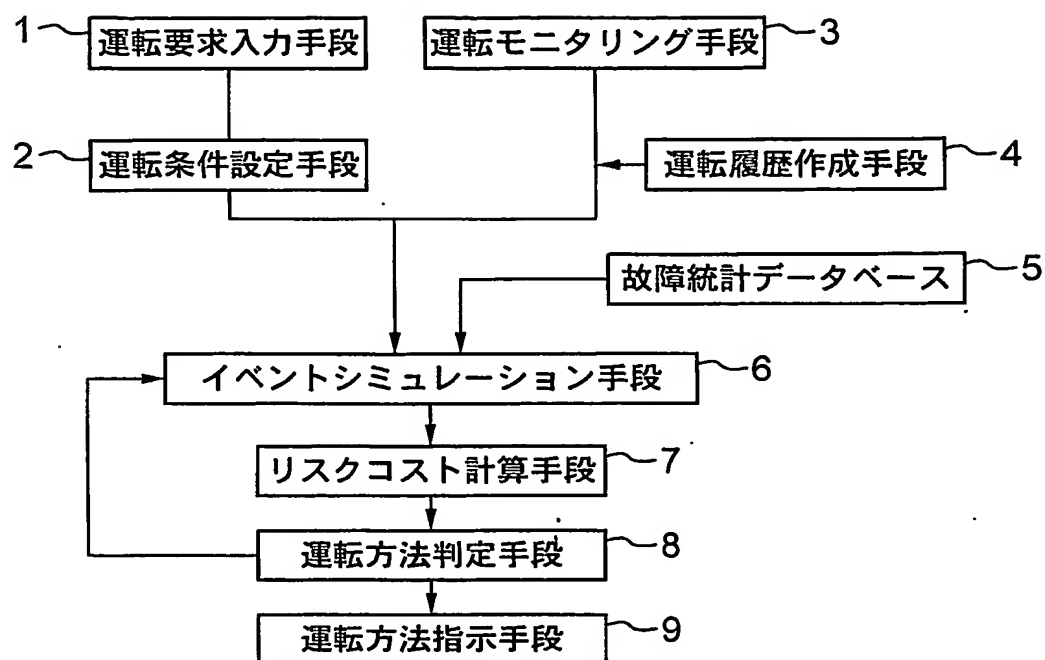 1 運転要求入力手段
運転モニタリング手段 3
2 運転条件設定手段
運転履歴作成手段 4
故障統計データベース 5
イベントシミュレーション手段 6
リスクコスト計算手段 7
運転方法判定手段 8
運転方法指示手段 9